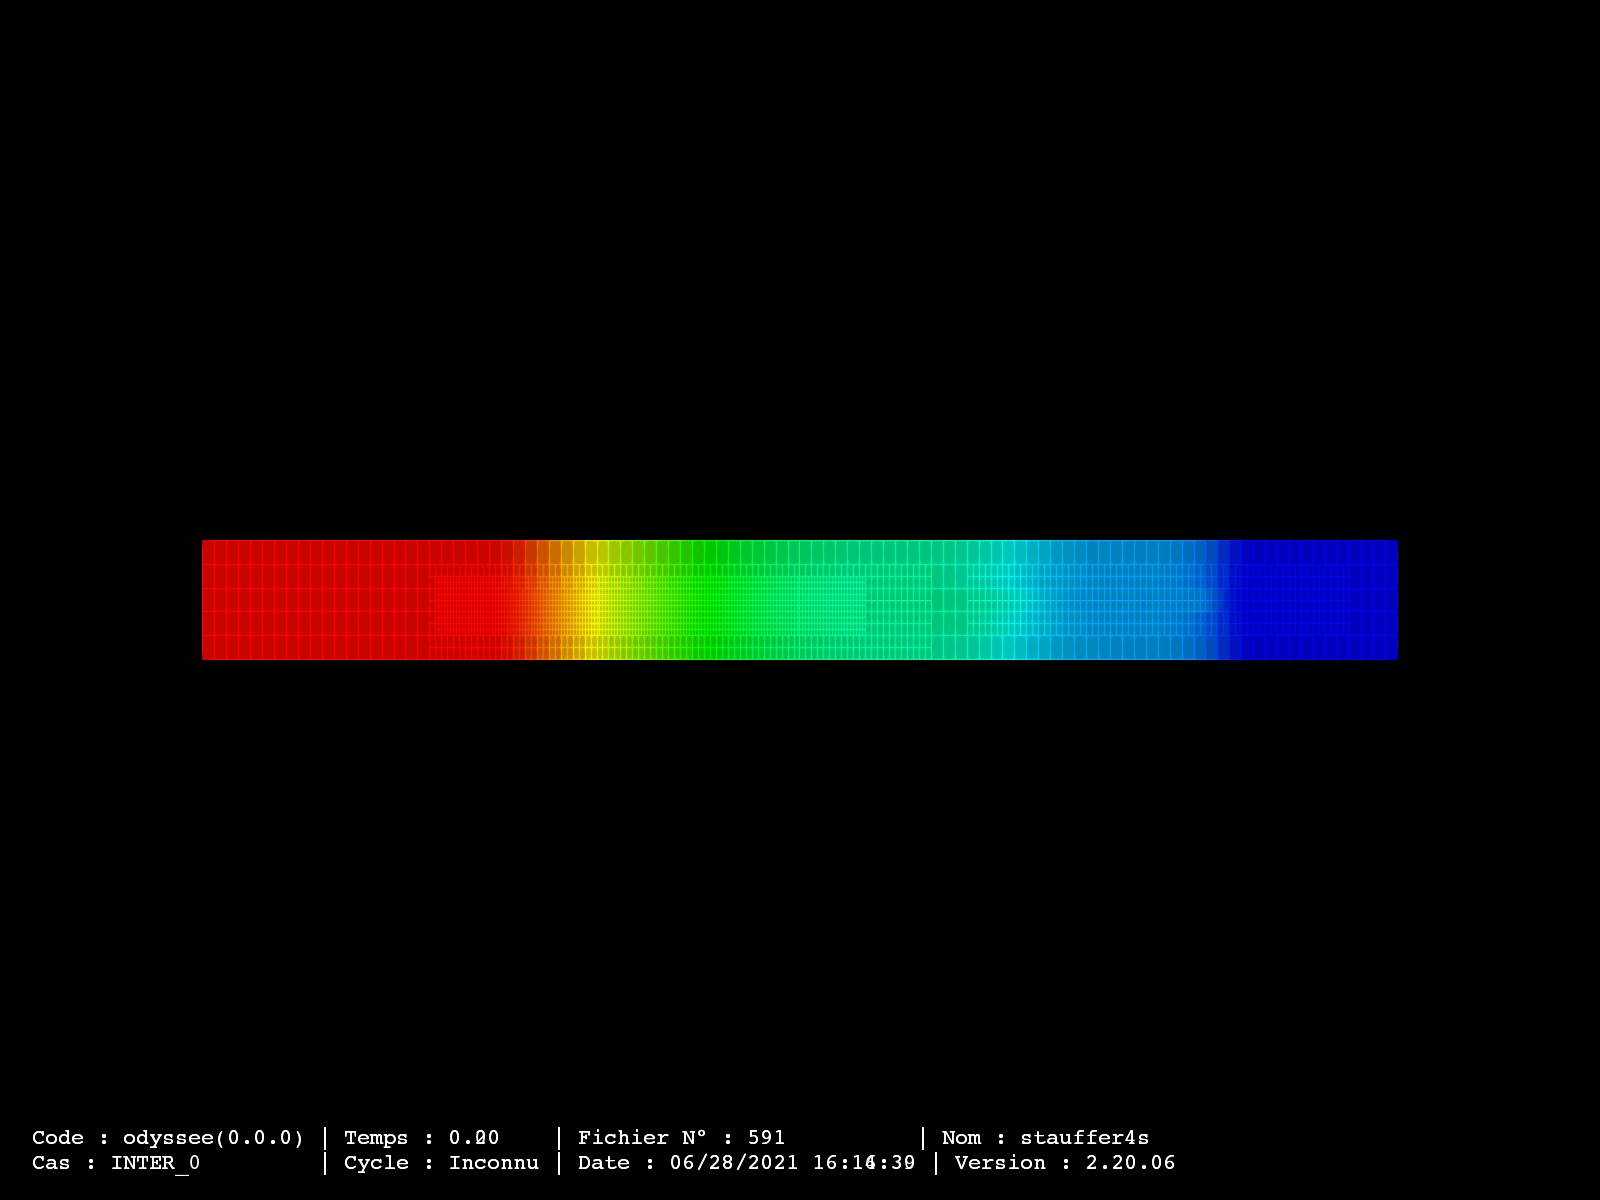 Code : odyssee(0.0.0) | Temps : | Fichier N° : 591 | Nom : stauffer4s
Cas : INTER_0 | Cycle : Inconnu | Date : 06/28/2021 | Version : 2.20.06